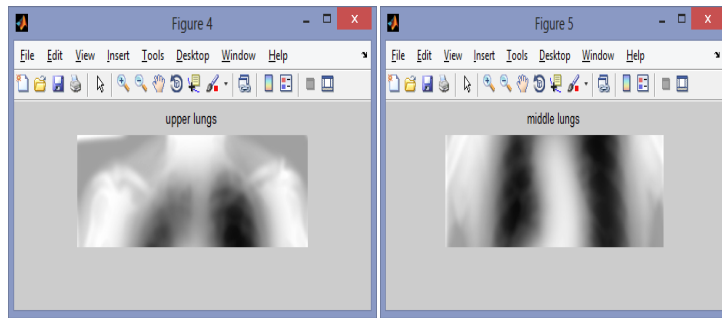 Figure 4
File Edit View Insert Tools Desktop Window Help
upper lungs
Figure 5
File Edit View Insert Tools Desktop Window Help
middle lungs